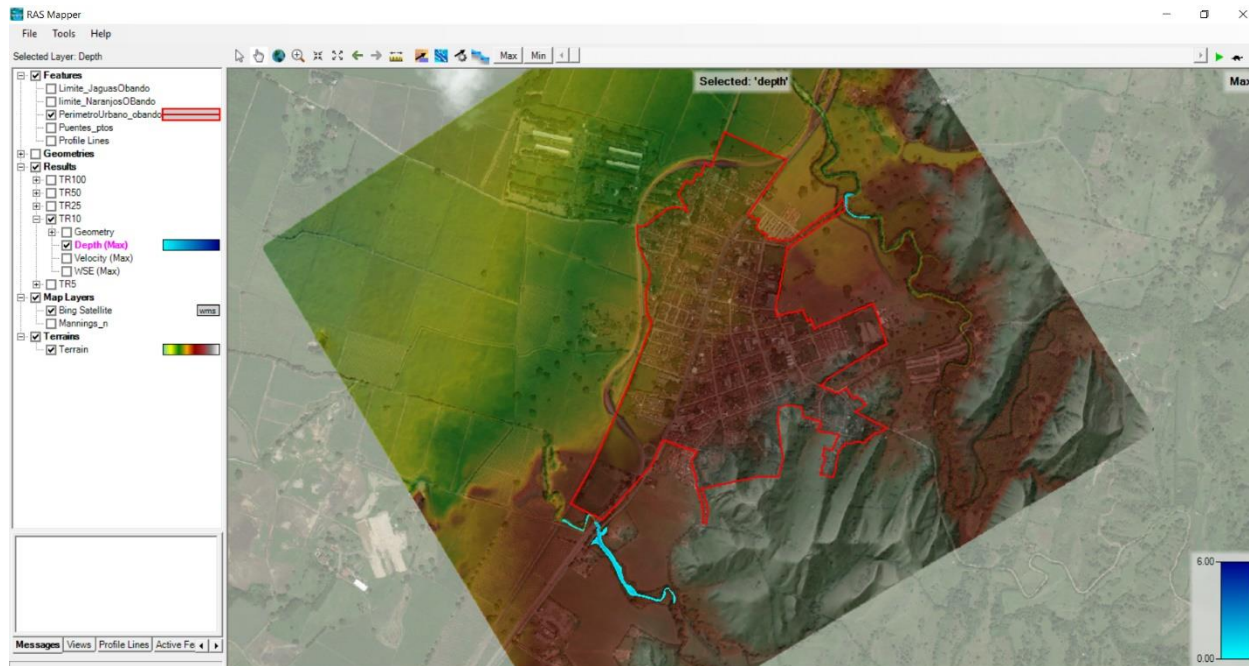 RAS Mapper
File Tools Help
Selected Layer: Depth
Max Min
Features
Limite_JaguasObando
limite_NaranjosOBando
PerimetroUrbano_obando
Puentes_ptos
Profile Lines
Geometries
Results
TR100
TR50
TR25
TR10
Geometry
Depth (Max)
Velocity (Max)
WSE (Max)
TR5
Map Layers
Bing Satellite
wms
Mannings_n
Terrains
Terrain
Messages Views Profile Lines Active Fe
Selected: 'depth'
Max
6.00
0.00